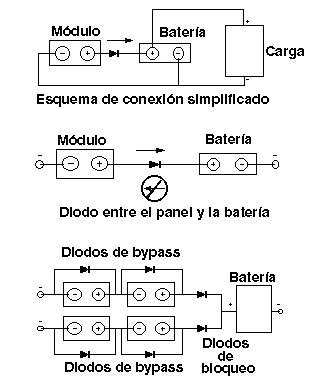 Módulo
Batería
− + + −
+
Carga
−
Esquema de conexión simplificado
Módulo
Batería
− − + + − −
Diodo entre el panel y la batería
Diodos de bypass
Batería
− − + − +
+ −
− − + − +
Diodos de bypass
Diodos
de
bloqueo